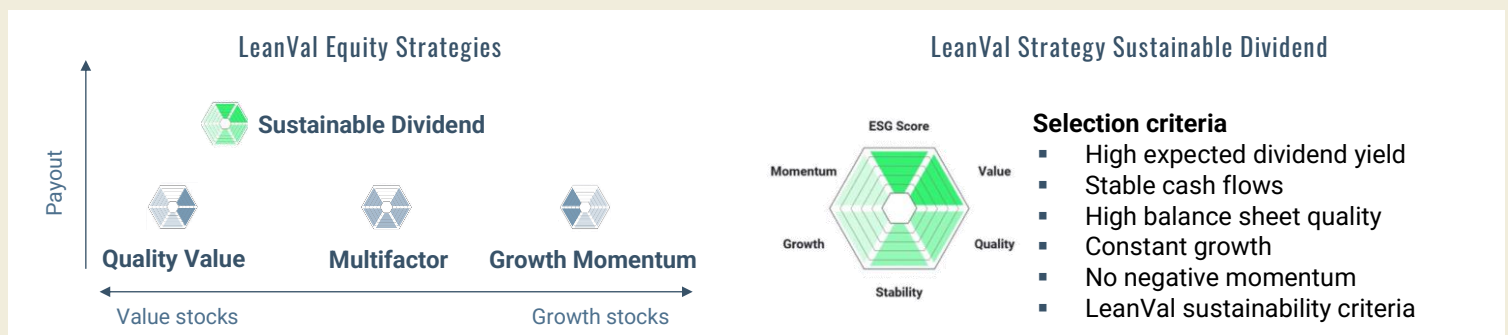 LeanVal Equity Strategies
Payout
Sustainable Dividend
Quality Value
Multifactor
Growth Momentum
Value stocks
Growth stocks
LeanVal Strategy Sustainable Dividend
ESG Score
Momentum
Value
Growth
Quality
Stability
Selection criteria
▪ High expected dividend yield
▪ Stable cash flows
▪ High balance sheet quality
▪ Constant growth
▪ No negative momentum
▪ LeanVal sustainability criteria